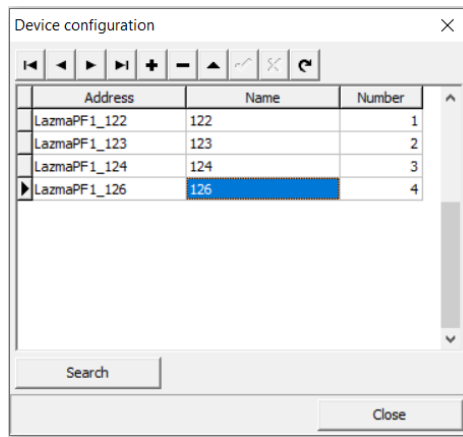 Device configuration
Address Name Number
LazmaPF1_122 122 1
LazmaPF1_123 123 2
LazmaPF1_124 124 3
LazmaPF1_126 126 4
Search
Close